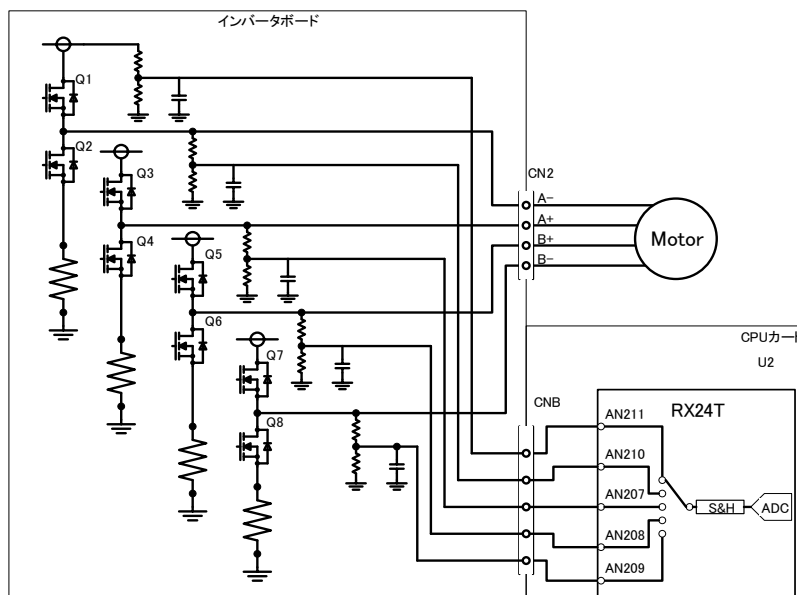 インバータボード
Q1
Q2
Q3
Q4
Q5
Q6
Q7
Q8
CN2
A-
A+
B+
B-
Motor
CPUカード
U2
CNB
RX24T
AN211
AN210
AN207
AN208
AN209
S&H
ADC